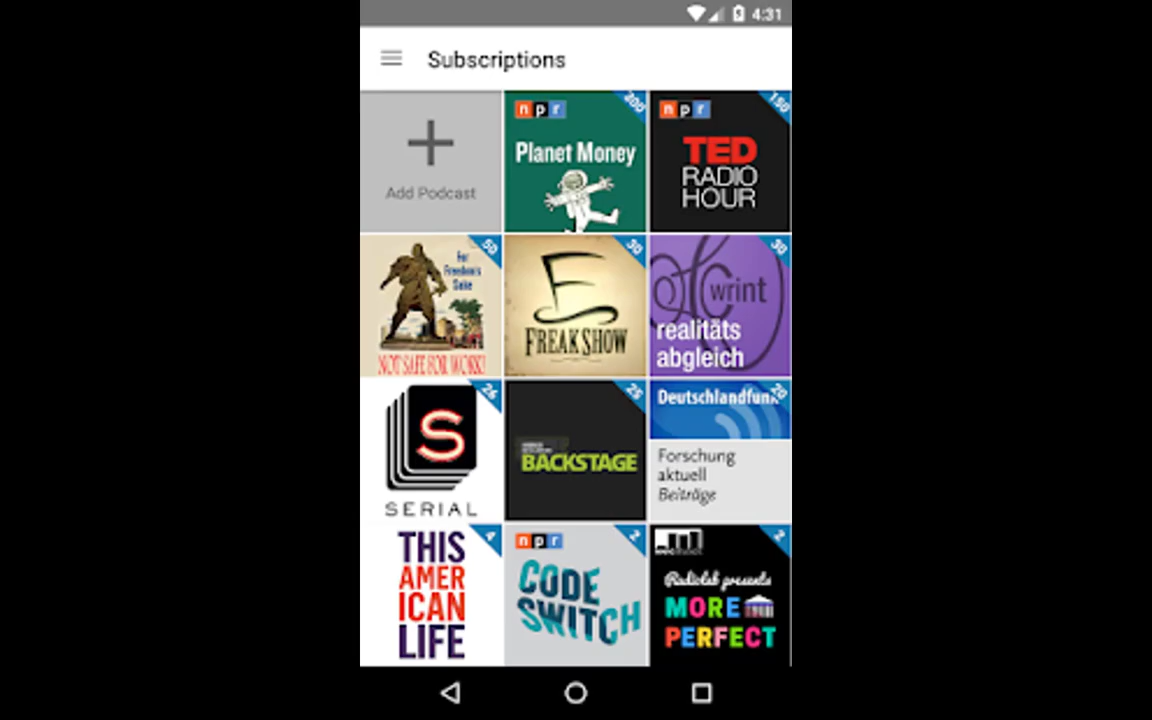 4:31
Subscriptions
Add Podcast
npr
200
Planet Money
npr
150
TED
RADIO
HOUR
50
For
Freedom's
Sake
NOT SAFE FOR WORK!
30
FREAK SHOW
30
wrint
realitäts
abgleich
26
S
SERIAL
25
BACKSTAGE
20
Deutschlandfunk
Forschung
aktuell
Beiträge
4
THIS
AMER
ICAN
LIFE
npr
2
CODE
SWITCH
2
Radiolab presents
MORE
PERFECT